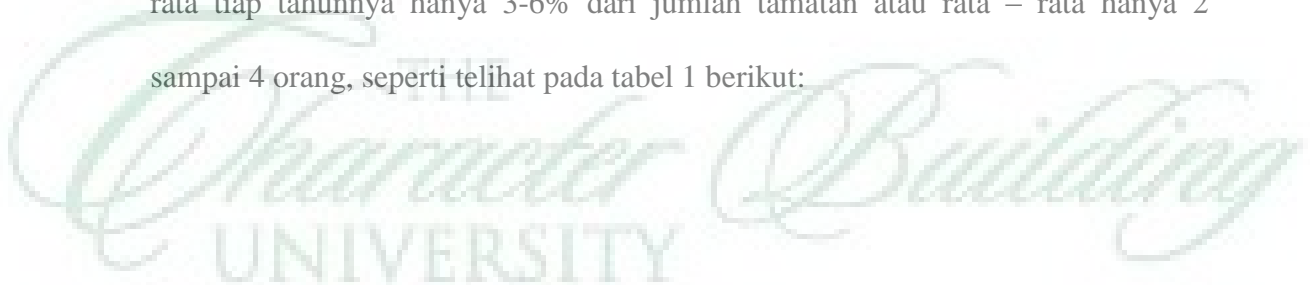 rata tiap tahunnya hanya 3-6% dari jumlah tamatan atau rata – rata hanya 2
sampai 4 orang, seperti telihat pada tabel 1 berikut:
THE
Character Building
UNIVERSITY